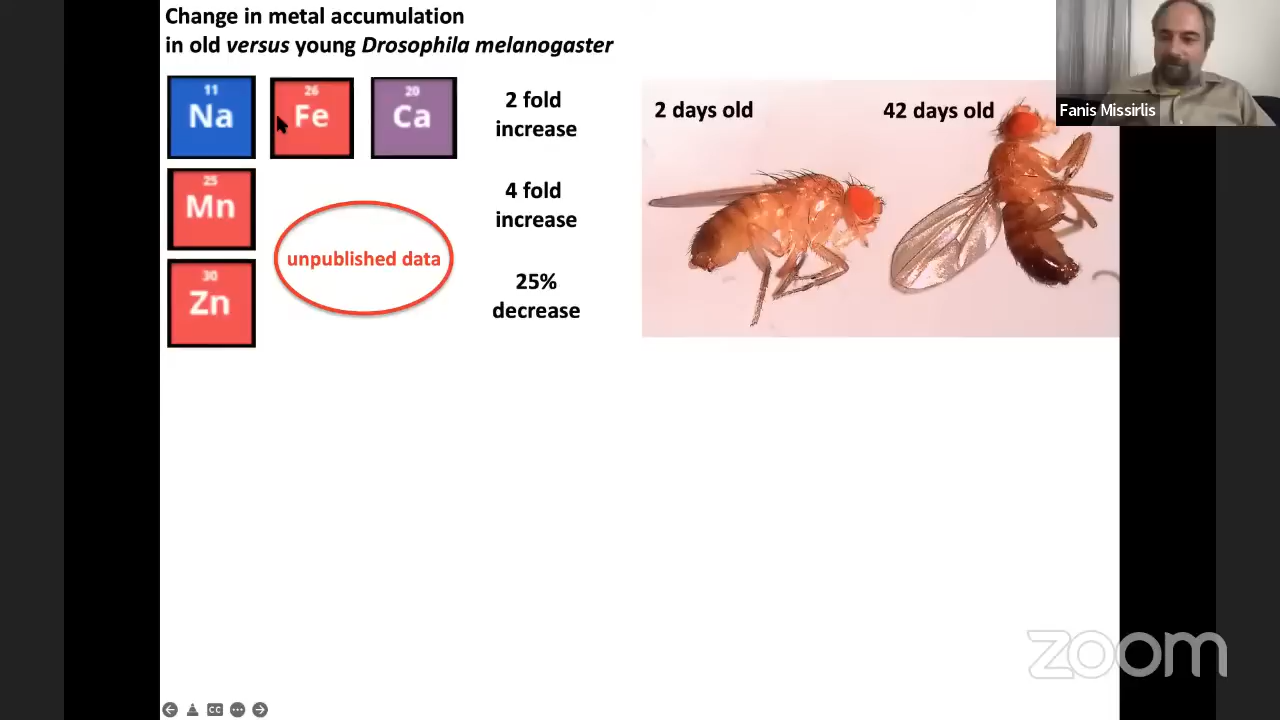 Change in metal accumulation
in old versus young Drosophila melanogaster
11
Na
26
Fe
20
Ca
2 fold
increase
25
Mn
4 fold
increase
unpublished data
30
Zn
25%
decrease
2 days old
42 days old
Fanis Missirlis
zoom
CC